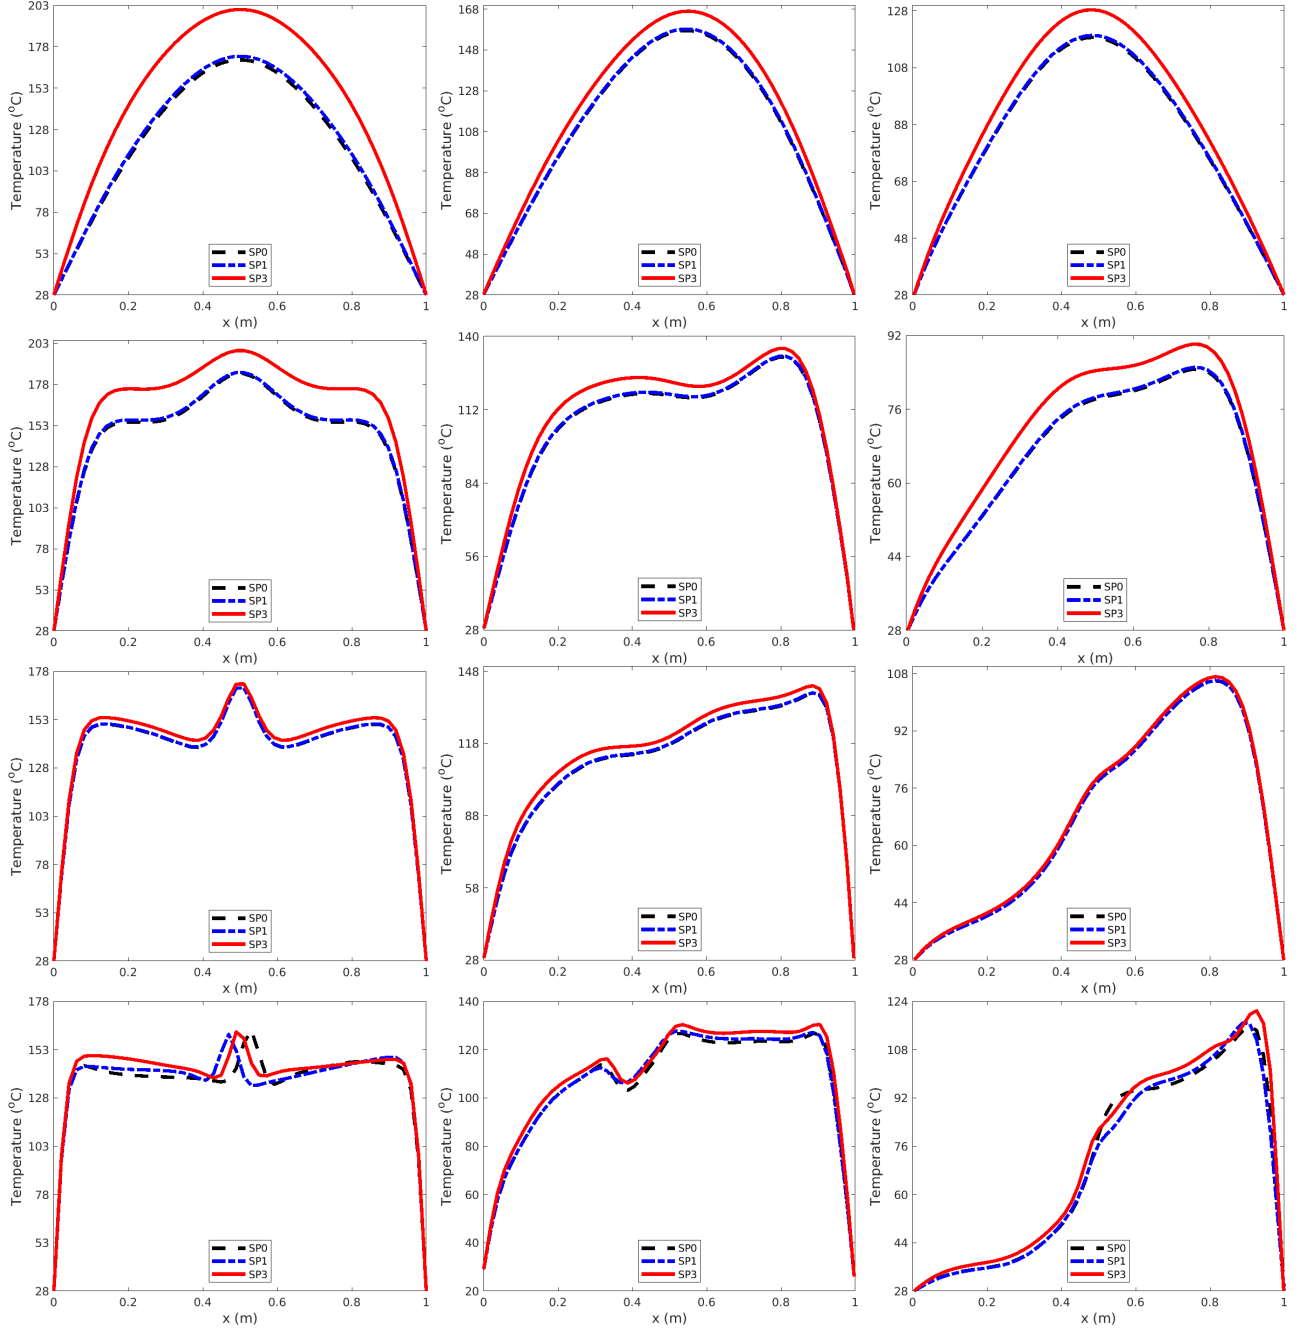 203
178
153
128
103
78
53
28
Temperature (°C)
SP0
SP1
SP3
0 0.2 0.4 0.6 0.8 1
x (m)
168
148
128
108
88
68
48
28
Temperature (°C)
SP0
SP1
SP3
0 0.2 0.4 0.6 0.8 1
x (m)
128
108
88
68
48
28
Temperature (°C)
SP0
SP1
SP3
0 0.2 0.4 0.6 0.8 1
x (m)
203
178
153
128
103
78
53
28
Temperature (°C)
SP0
SP1
SP3
0 0.2 0.4 0.6 0.8 1
x (m)
140
112
84
56
28
Temperature (°C)
SP0
SP1
SP3
0 0.2 0.4 0.6 0.8 1
x (m)
92
76
60
44
28
Temperature (°C)
SP0
SP1
SP3
0 0.2 0.4 0.6 0.8 1
x (m)
178
153
128
103
78
53
28
Temperature (°C)
SP0
SP1
SP3
0 0.2 0.4 0.6 0.8 1
x (m)
148
118
88
58
28
Temperature (°C)
SP0
SP1
SP3
0 0.2 0.4 0.6 0.8 1
x (m)
108
92
76
60
44
28
Temperature (°C)
SP0
SP1
SP3
0 0.2 0.4 0.6 0.8 1
x (m)
178
153
128
103
78
53
28
Temperature (°C)
SP0
SP1
SP3
0 0.2 0.4 0.6 0.8 1
x (m)
140
120
100
80
60
40
20
Temperature (°C)
SP0
SP1
SP3
0 0.2 0.4 0.6 0.8 1
x (m)
124
108
92
76
60
44
28
Temperature (°C)
SP0
SP1
SP3
0 0.2 0.4 0.6 0.8 1
x (m)